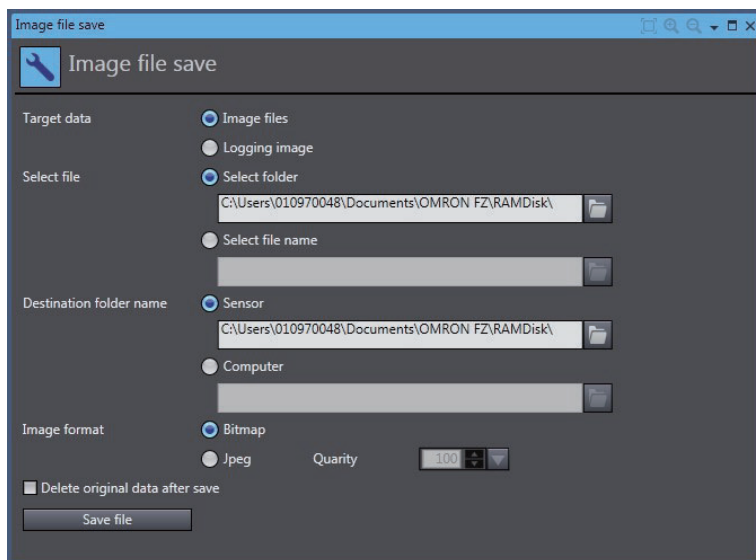 Image file save
Image file save
Target data Image files
Logging image
Select file Select folder
C:\Users\010970048\Documents\OMRON FZ\RAMDisk\
Select file name
Destination folder name Sensor
C:\Users\010970048\Documents\OMRON FZ\RAMDisk\
Computer
Image format Bitmap
Jpeg Quarity 100
Delete original data after save
Save file